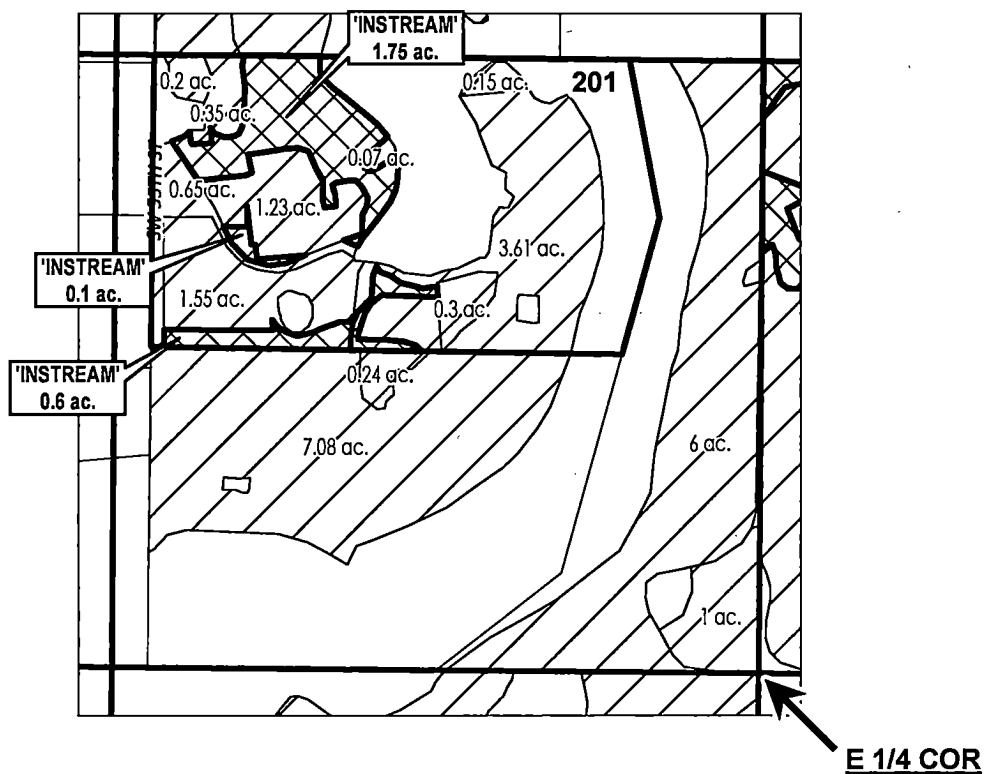 'INSTREAM'
1.75 ac.
0.2 ac.
0.15 ac.
201
0.35 ac.
0.07 ac.
0.65 ac.
1.23 ac.
'INSTREAM'
0.1 ac.
3.61 ac.
1.55 ac.
0.3 ac.
'INSTREAM'
0.6 ac.
0.24 ac.
7.08 ac.
6 ac.
1 ac.
E 1/4 COR